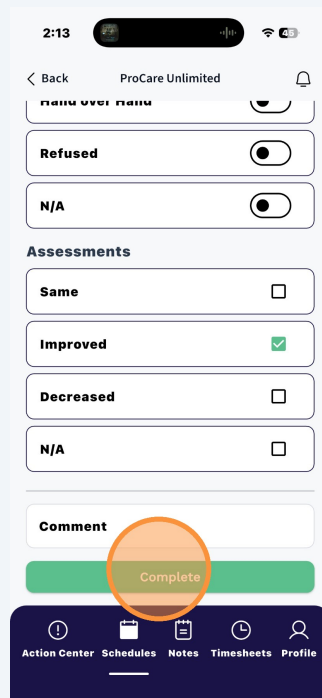 2:13
45
Back ProCare Unlimited
Hand over Hand
Refused
N/A
Assessments
Same
Improved
Decreased
N/A
Comment
Complete
Action Center Schedules Notes Timesheets Profile